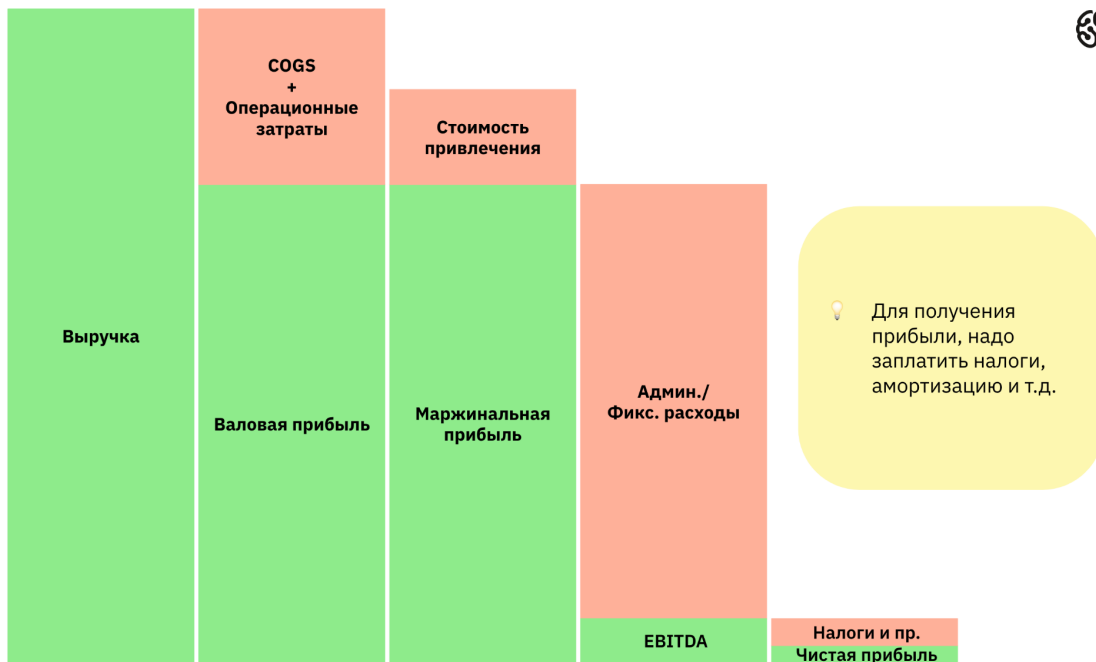 COGS
+
Операционные
затраты
Стоимость
привлечения
Выручка
Валовая прибыль
Маржинальная
прибыль
Админ./
Фикс. расходы
EBITDA
Налоги и пр.
Чистая прибыль
Для получения
прибыли, надо
заплатить налоги,
амортизацию и т.д.